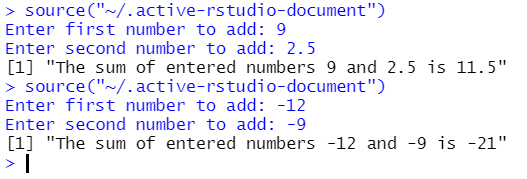 > source("~/.active-rstudio-document")
Enter first number to add: 9
Enter second number to add: 2.5
[1] "The sum of entered numbers 9 and 2.5 is 11.5"
> source("~/.active-rstudio-document")
Enter first number to add: -12
Enter second number to add: -9
[1] "The sum of entered numbers -12 and -9 is -21"
>